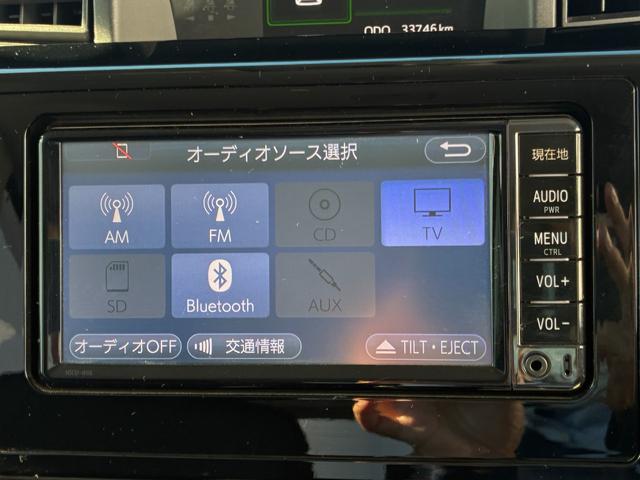 ODO 33746 km
オーディオソース選択
現在地
AM
FM
CD
TV
AUDIO
PWR
MENU
CTRL
SD
Bluetooth
AUX
VOL+
VOL-
オーディオOFF
交通情報
TILT・EJECT